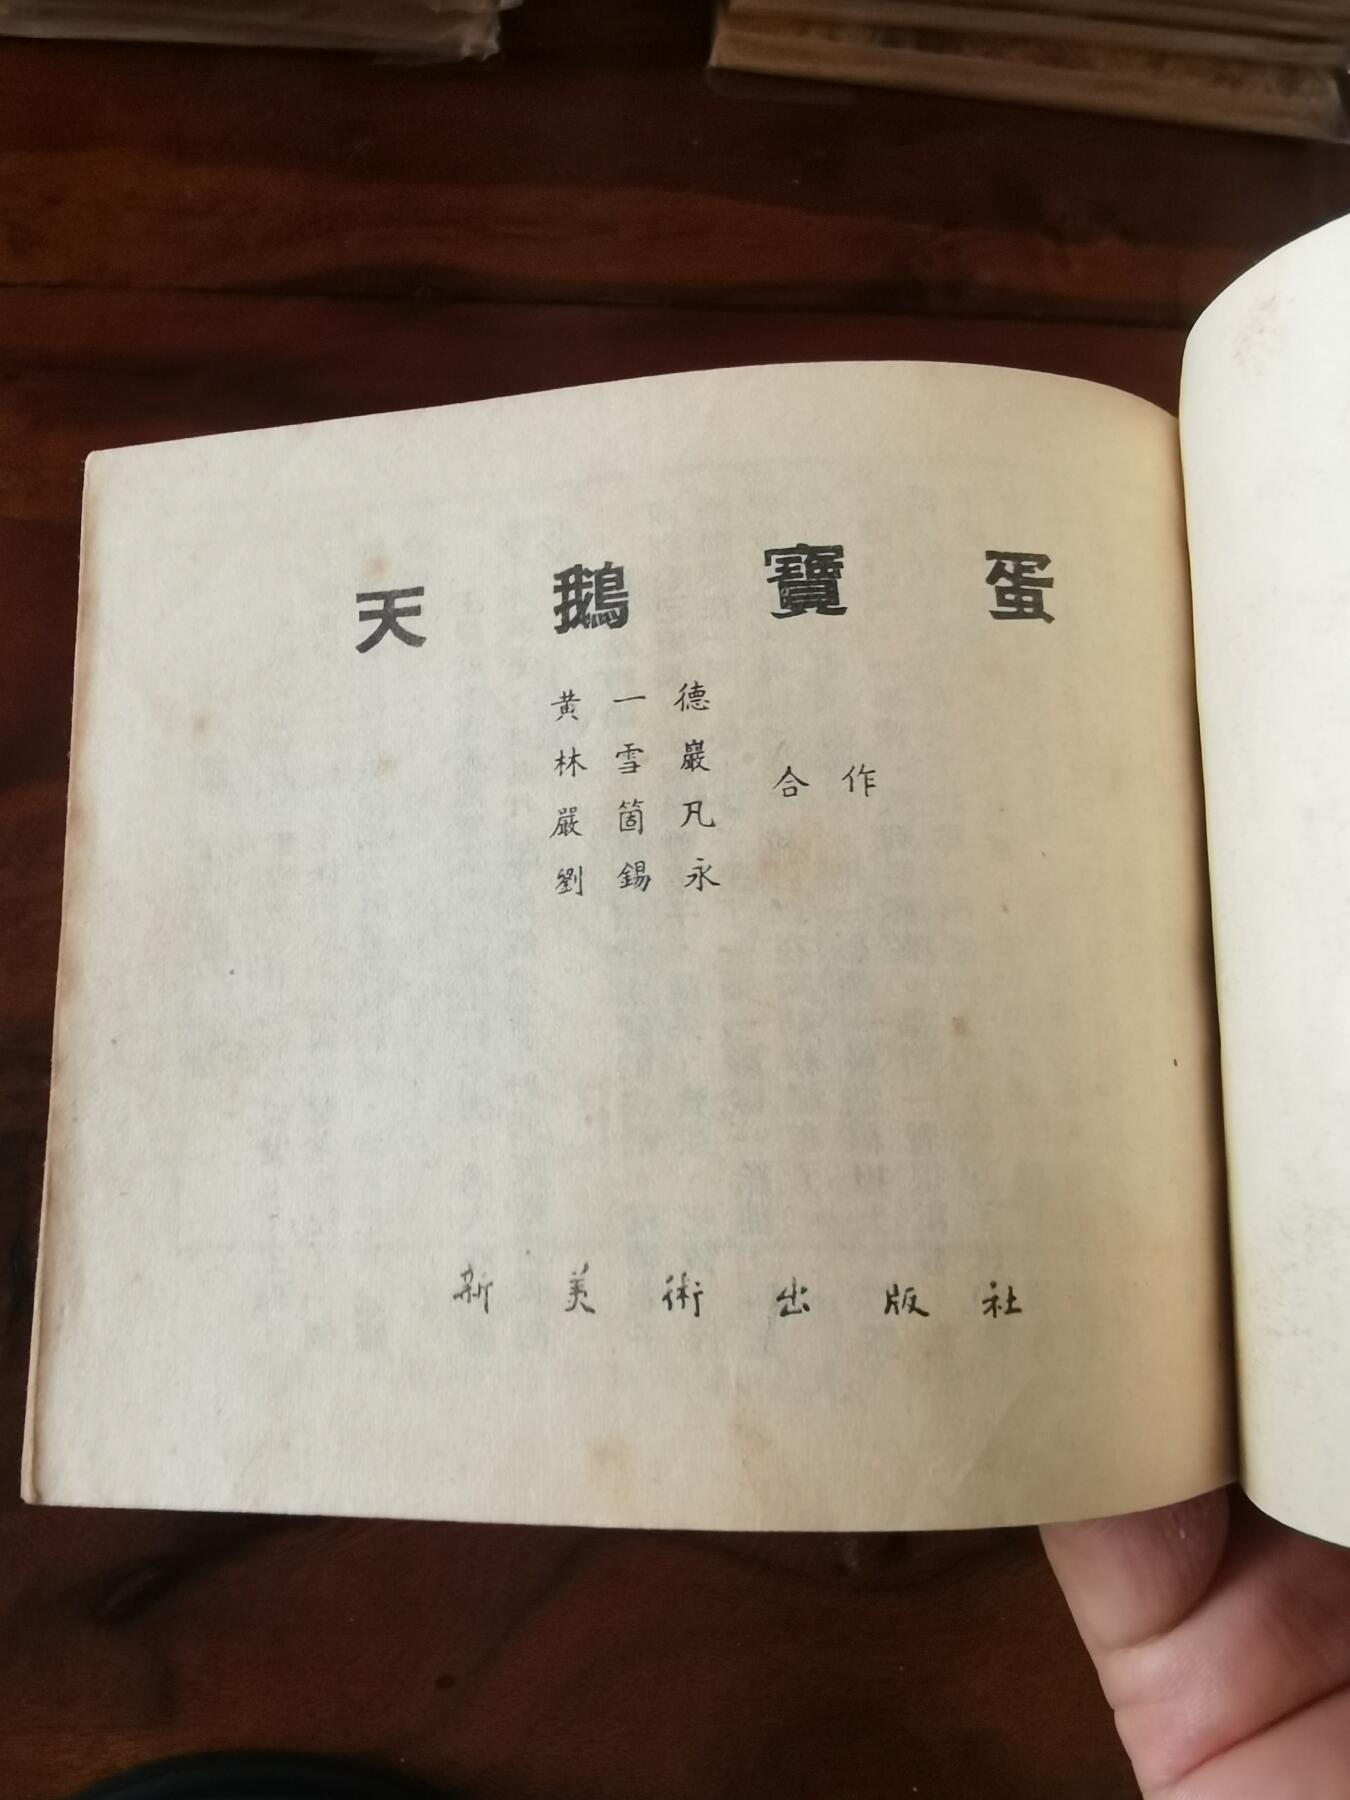 天鵝寶蛋
黃一德
林雪巖
嚴箇凡
劉錫永
合作
新美術出版社